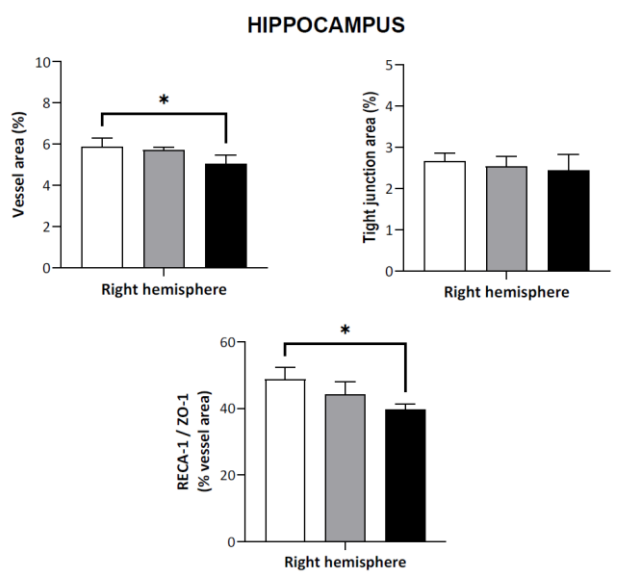 HIPPOCAMPUS
Vessel area (%)
10
8
6
4
2
0
*
Right hemisphere
Tight junction area (%)
5
4
3
2
1
0
Right hemisphere
RECA-1 / ZO-1
(% vessel area)
60
40
20
0
*
Right hemisphere